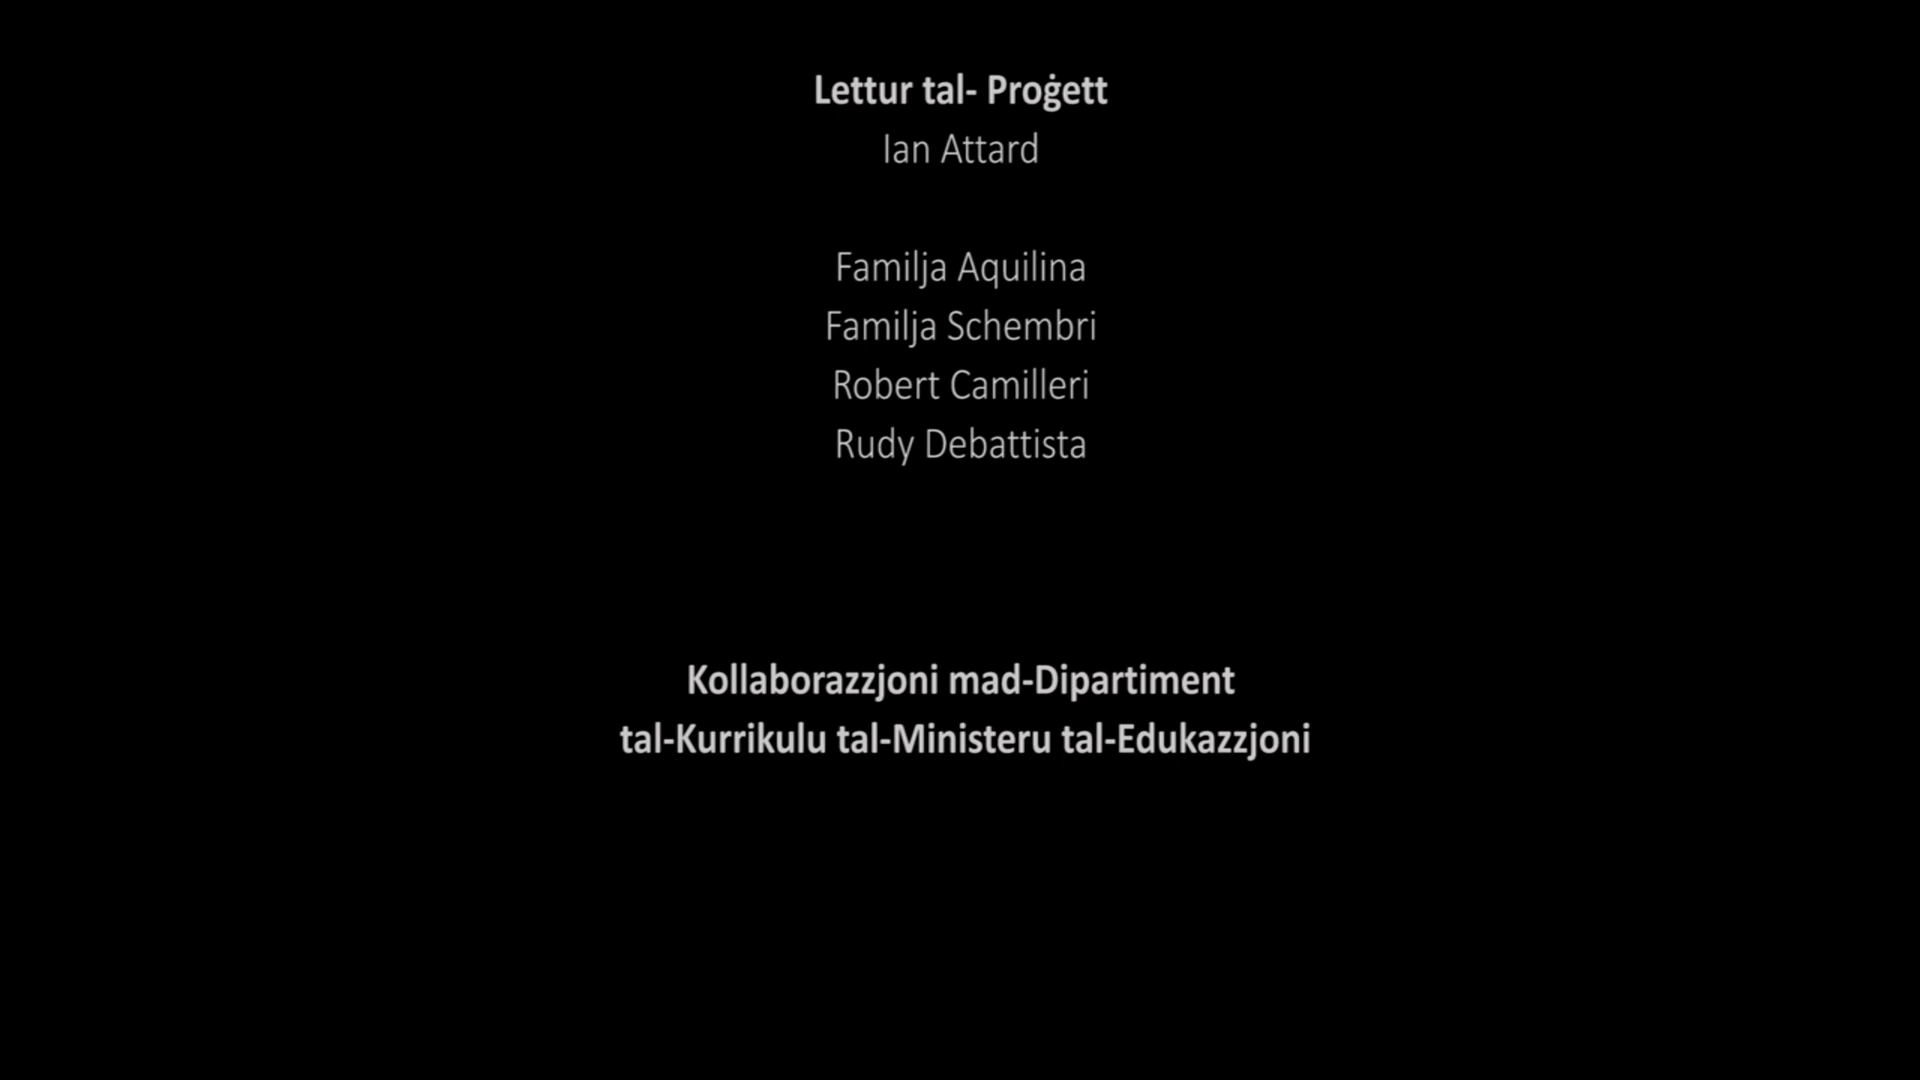 Lettur tal- Proġett
Ian Attard
Familja Aquilina
Familja Schembri
Robert Camilleri
Rudy Debattista
Kollaborazzjoni mad-Dipartiment
tal-Kurrikulu tal-Ministeru tal-Edukazzjoni